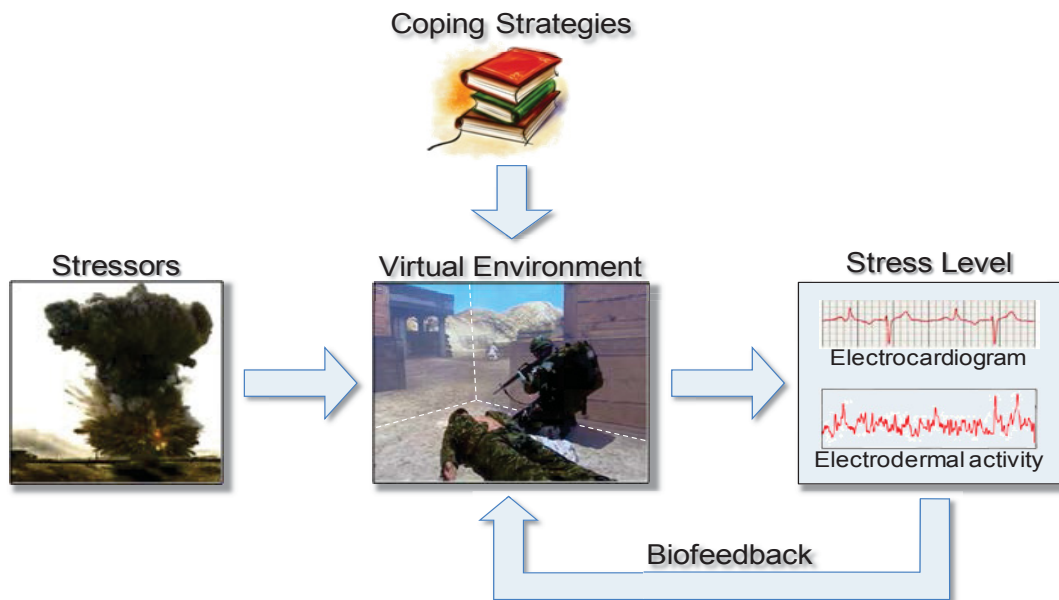 Coping Strategies
Stressors
Virtual Environment
Stress Level
Electrocardiogram
Electrodermal activity
Biofeedback